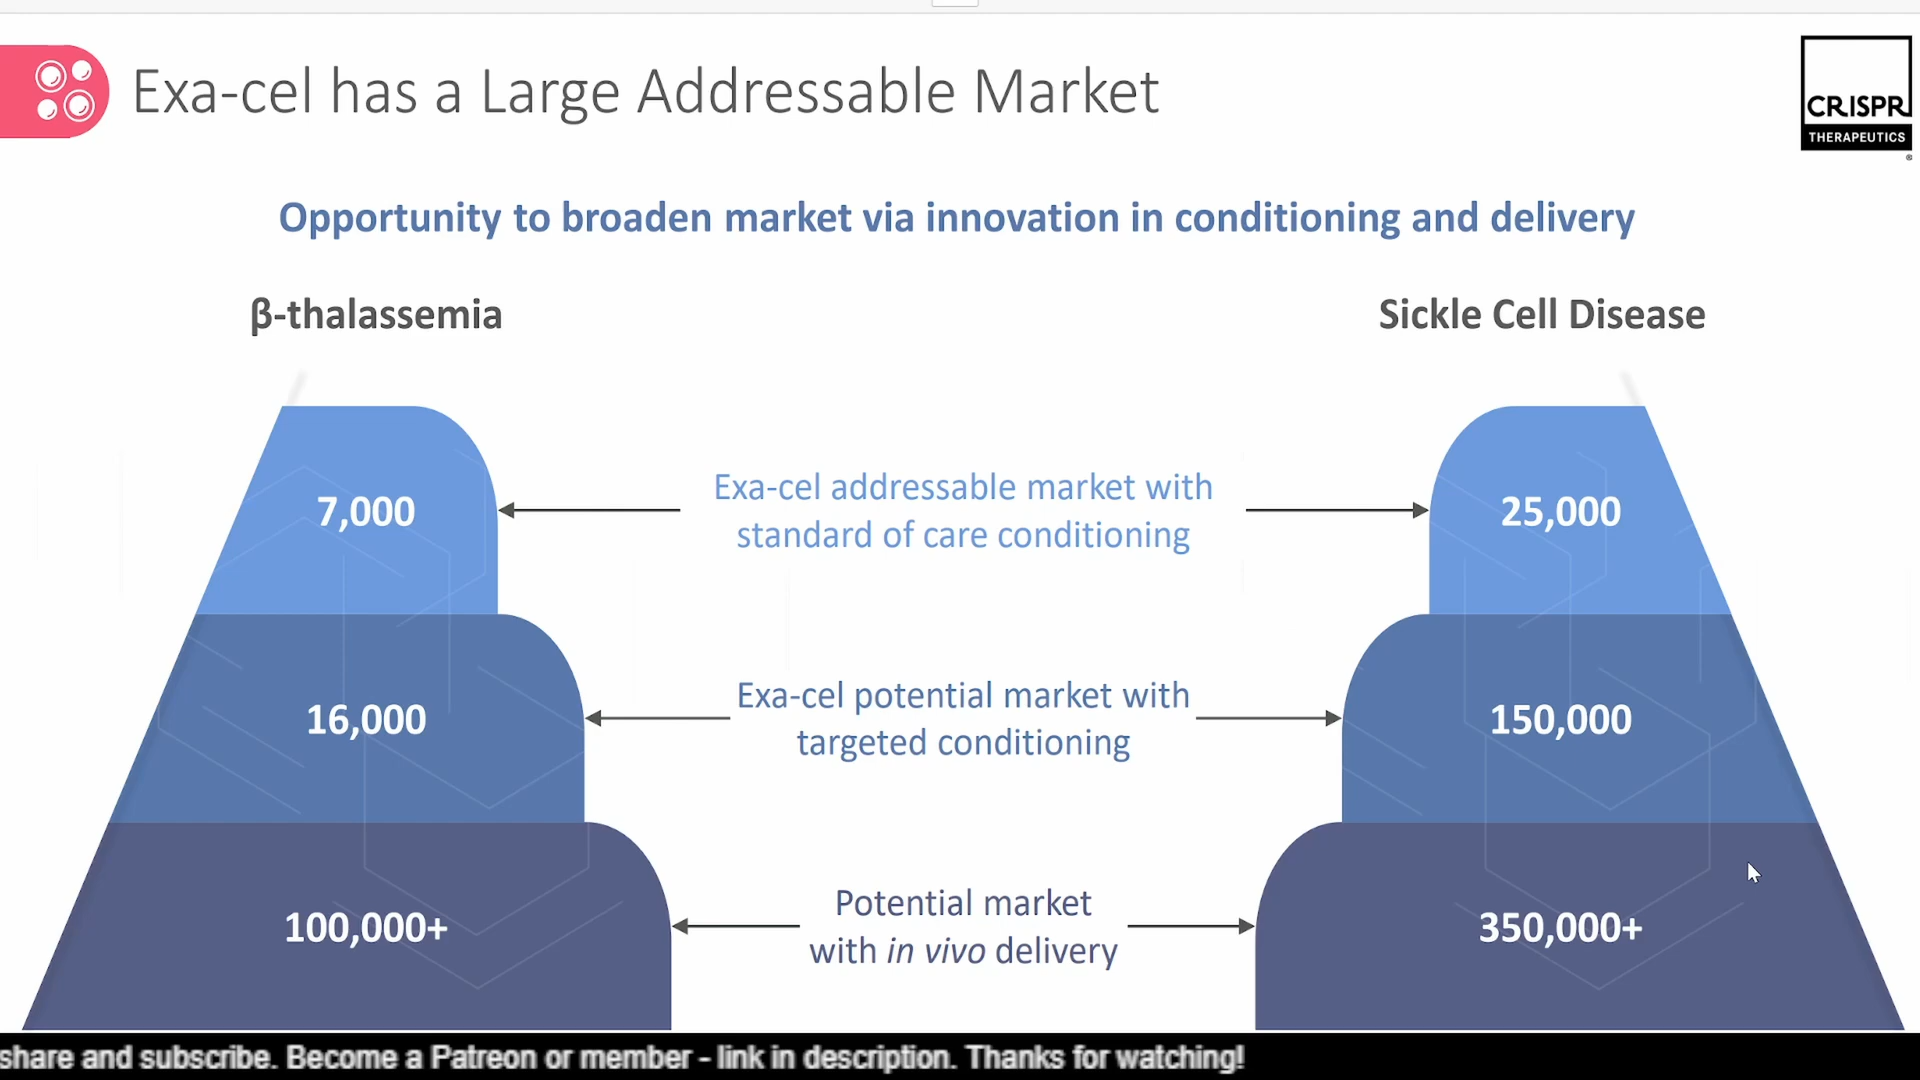 Exa-cel has a Large Addressable Market
CRISPR
THERAPEUTICS
®
Opportunity to broaden market via innovation in conditioning and delivery
β-thalassemia
Sickle Cell Disease
7,000
Exa-cel addressable market with
standard of care conditioning
25,000
16,000
Exa-cel potential market with
targeted conditioning
150,000
100,000+
Potential market
with in vivo delivery
350,000+
share and subscribe. Become a Patreon or member - link in description. Thanks for watching!